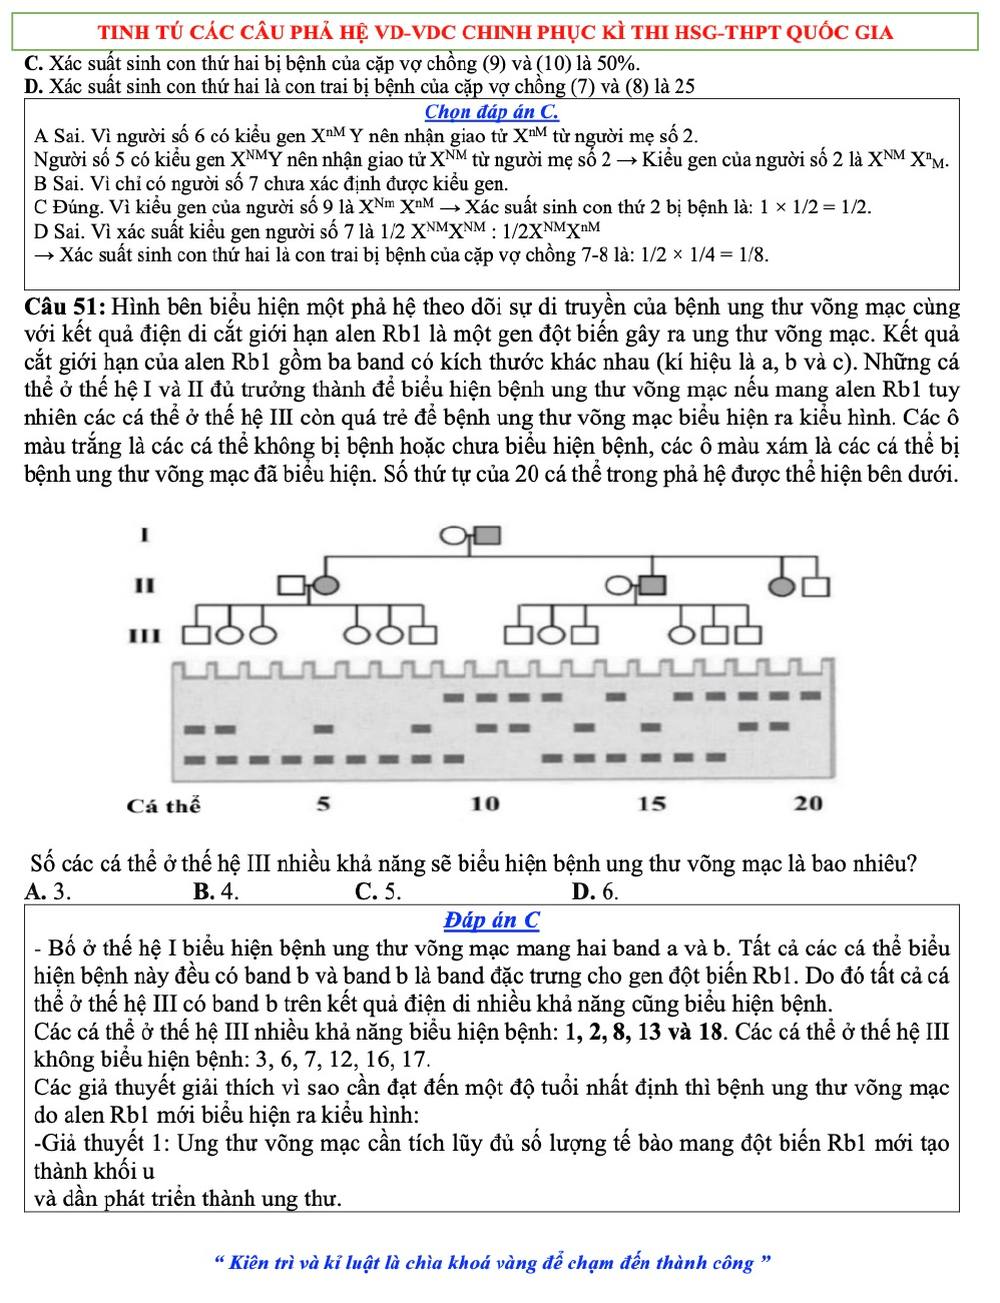 TINH TÚ CÁC CÂU PHẢ HỆ VD-VDC CHINH PHỤC KÌ THI HSG-THPT QUỐC GIA
C. Xác suất sinh con thứ hai bị bệnh của cặp vợ chồng (9) và (10) là 50%.
D. Xác suất sinh con thứ hai là con trai bị bệnh của cặp vợ chồng (7) và (8) là 25
Chọn đáp án C.
A Sai. Vì người số 6 có kiểu gen XⁿᴹY nên nhận giao tử Xⁿᴹ từ người mẹ số 2.
Người số 5 có kiểu gen XᴺᴹY nên nhận giao tử Xᴺᴹ từ người mẹ số 2 → Kiểu gen của người số 2 là Xᴺᴹ XⁿM.
B Sai. Vì chỉ có người số 7 chưa xác định được kiểu gen.
C Đúng. Vì kiểu gen của người số 9 là Xᴺᵐ Xⁿᴹ → Xác suất sinh con thứ 2 bị bệnh là: 1 × 1/2 = 1/2.
D Sai. Vì xác suất kiểu gen người số 7 là 1/2 XᴺᴹXᴺᴹ : 1/2XᴺᴹXⁿᴹ
→ Xác suất sinh con thứ hai là con trai bị bệnh của cặp vợ chồng 7-8 là: 1/2 × 1/4 = 1/8.
Câu 51: Hình bên biểu hiện một phả hệ theo dõi sự di truyền của bệnh ung thư võng mạc cùng
với kết quả điện di cắt giới hạn alen Rb1 là một gen đột biến gây ra ung thư võng mạc. Kết quả
cắt giới hạn của alen Rb1 gồm ba band có kích thước khác nhau (kí hiệu là a, b và c). Những cá
thể ở thế hệ I và II đủ trưởng thành để biểu hiện bệnh ung thư võng mạc nếu mang alen Rb1 tuy
nhiên các cá thể ở thế hệ III còn quá trẻ để bệnh ung thư võng mạc biểu hiện ra kiểu hình. Các ô
màu trắng là các cá thể không bị bệnh hoặc chưa biểu hiện bệnh, các ô màu xám là các cá thể bị
bệnh ung thư võng mạc đã biểu hiện. Số thứ tự của 20 cá thể trong phả hệ được thể hiện bên dưới.
I
II
III
Cá thể 5 10 15 20
Số các cá thể ở thế hệ III nhiều khả năng sẽ biểu hiện bệnh ung thư võng mạc là bao nhiêu?
A. 3. B. 4. C. 5. D. 6.
Đáp án C
- Bố ở thế hệ I biểu hiện bệnh ung thư võng mạc mang hai band a và b. Tất cả các cá thể biểu
hiện bệnh này đều có band b và band b là band đặc trưng cho gen đột biến Rb1. Do đó tất cả cá
thể ở thế hệ III có band b trên kết quả điện di nhiều khả năng cũng biểu hiện bệnh.
Các cá thể ở thế hệ III nhiều khả năng biểu hiện bệnh: 1, 2, 8, 13 và 18. Các cá thể ở thế hệ III
không biểu hiện bệnh: 3, 6, 7, 12, 16, 17.
Các giả thuyết giải thích vì sao cần đạt đến một độ tuổi nhất định thì bệnh ung thư võng mạc
do alen Rb1 mới biểu hiện ra kiểu hình:
-Giả thuyết 1: Ung thư võng mạc cần tích lũy đủ số lượng tế bào mang đột biến Rb1 mới tạo
thành khối u
và dần phát triển thành ung thư.
“ Kiên trì và kỉ luật là chìa khoá vàng để chạm đến thành công ”